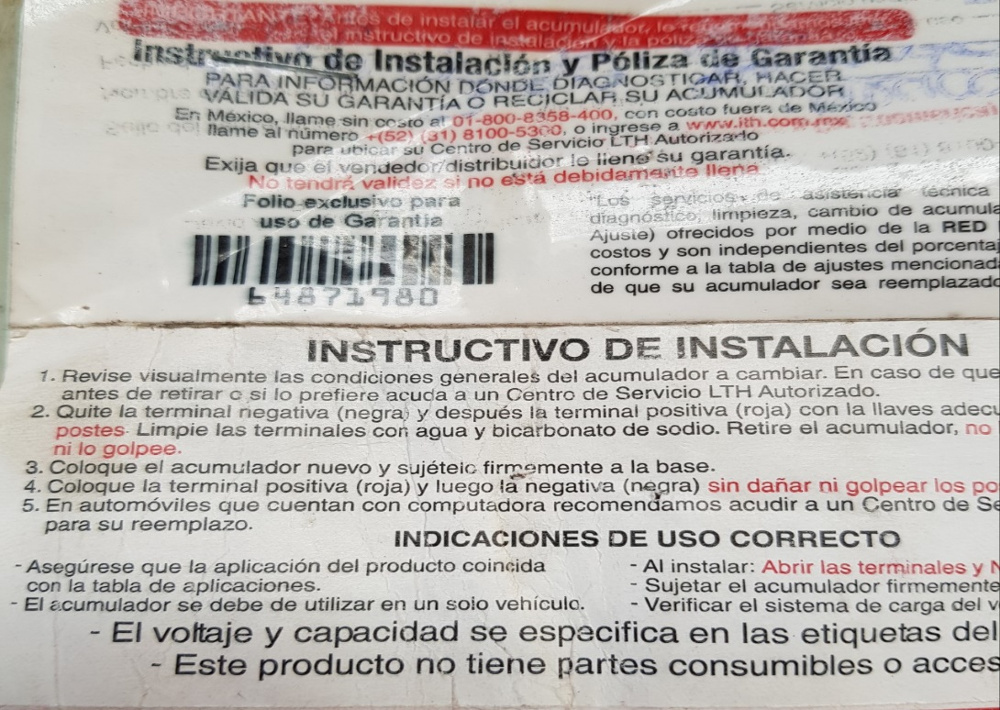 Antes de instalar el acumulador,
instructivo de instalación y la póliza
Instructivo de Instalación y Póliza de Garantía
PARA INFORMACIÓN DÓNDE DIAGNOSTICAR, HACER
VÁLIDA SU GARANTÍA O RECICLAR SU ACUMULADOR
En México, llame sin costo al 01-800-8358-400, con costo fuera de México
llame al número +(52) (81) 8100-5300, o ingrese a www.lth.com.mx
para ubicar su Centro de Servicio LTH Autorizado
Exija que el vendedor/distribuidor le llene su garantía.
No tendrá validez si no está debidamente llena
Folio exclusivo para
uso de Garantía
64871980
"Los servicios de asistencia técnica
diagnóstico, limpieza, cambio de acumula
Ajuste) ofrecidos por medio de la RED
costos y son independientes del porcentaj
conforme a la tabla de ajustes mencionad
de que su acumulador sea reemplazado
INSTRUCTIVO DE INSTALACIÓN
1. Revise visualmente las condiciones generales del acumulador a cambiar. En caso de que
antes de retirar o si lo prefiere acuda a un Centro de Servicio LTH Autorizado.
2. Quite la terminal negativa (negra) y después la terminal positiva (roja) con la llaves adecu
postes. Limpie las terminales con agua y bicarbonato de sodio. Retire el acumulador, no
ni lo golpee.
3. Coloque el acumulador nuevo y sujételo firmemente a la base.
4. Coloque la terminal positiva (roja) y luego la negativa (negra) sin dañar ni golpear los po
5. En automóviles que cuentan con computadora recomendamos acudir a un Centro de Se
para su reemplazo.
INDICACIONES DE USO CORRECTO
- Asegúrese que la aplicación del producto coincida
con la tabla de aplicaciones.
- El acumulador se debe de utilizar en un solo vehículo.
- Al instalar: Abrir las terminales y N
- Sujetar el acumulador firmemente
- Verificar el sistema de carga del v
- El voltaje y capacidad se especifica en las etiquetas del
- Este producto no tiene partes consumibles o acces